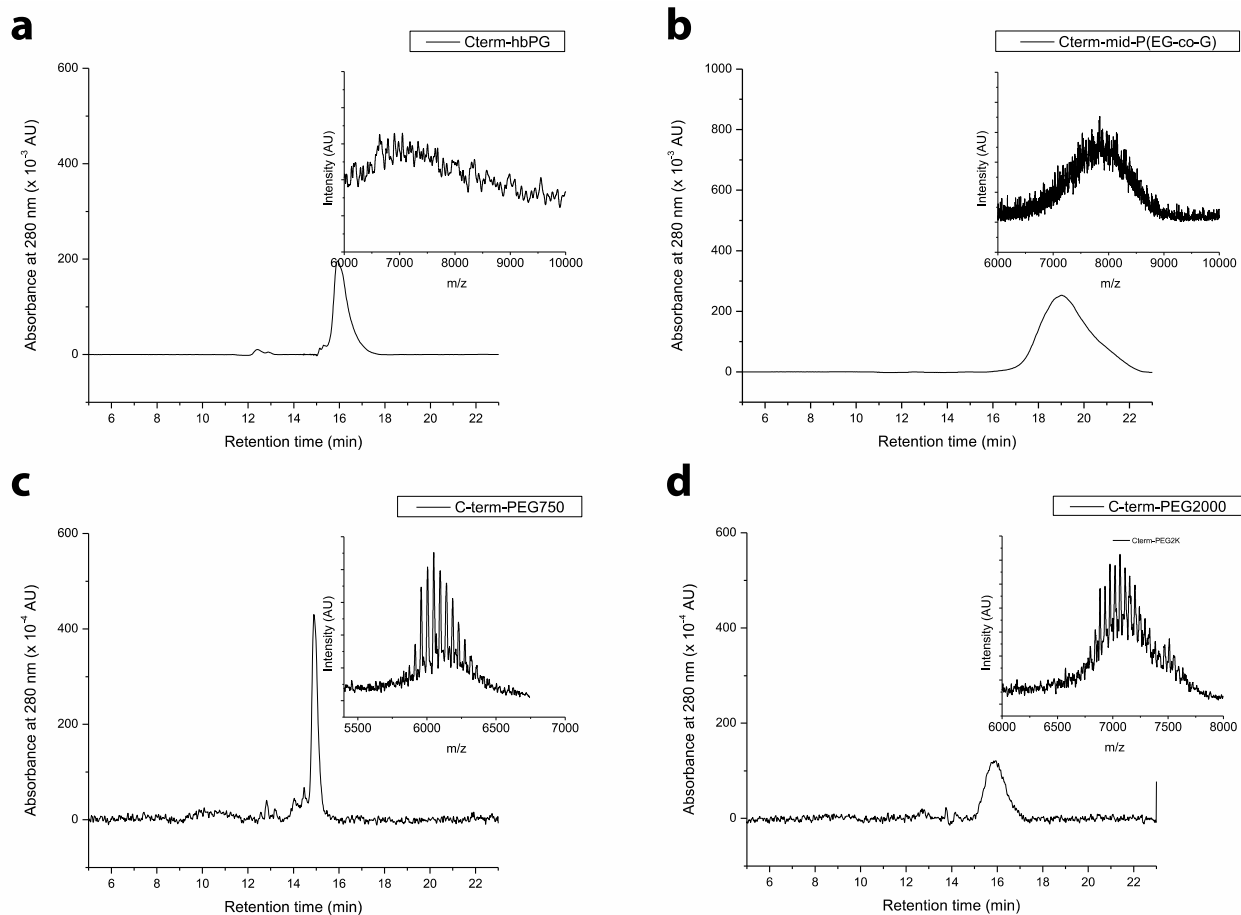 a
Cterm-hbPG
600
400
200
0
Absorbance at 280 nm (x 10⁻³ AU)
6 8 10 12 14 16 18 20 22
Retention time (min)
Intensity (AU)
6000 7000 8000 9000 10000
m/z
b
Cterm-mid-P(EG-co-G)
1000
800
600
400
200
0
Absorbance at 280 nm (x 10⁻³ AU)
6 8 10 12 14 16 18 20 22
Retention time (min)
Intensity (AU)
6000 7000 8000 9000 10000
m/z
c
C-term-PEG750
600
400
200
0
Absorbance at 280 nm (x 10⁻⁴ AU)
6 8 10 12 14 16 18 20 22
Retention time (min)
Intensity (AU)
5500 6000 6500 7000
m/z
d
C-term-PEG2000
600
400
200
0
Absorbance at 280 nm (x 10⁻⁴ AU)
6 8 10 12 14 16 18 20 22
Retention time (min)
Cterm-PEG2K
Intensity (AU)
6000 6500 7000 7500 8000
m/z